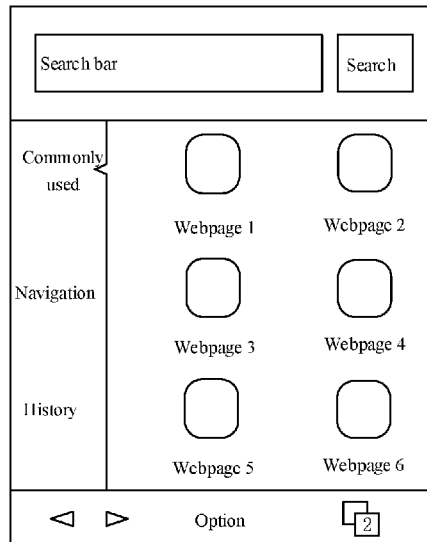 Search bar
Search
Commonly
used
Webpage 1
Webpage 2
Navigation
Webpage 3
Webpage 4
History
Webpage 5
Webpage 6
Option
2